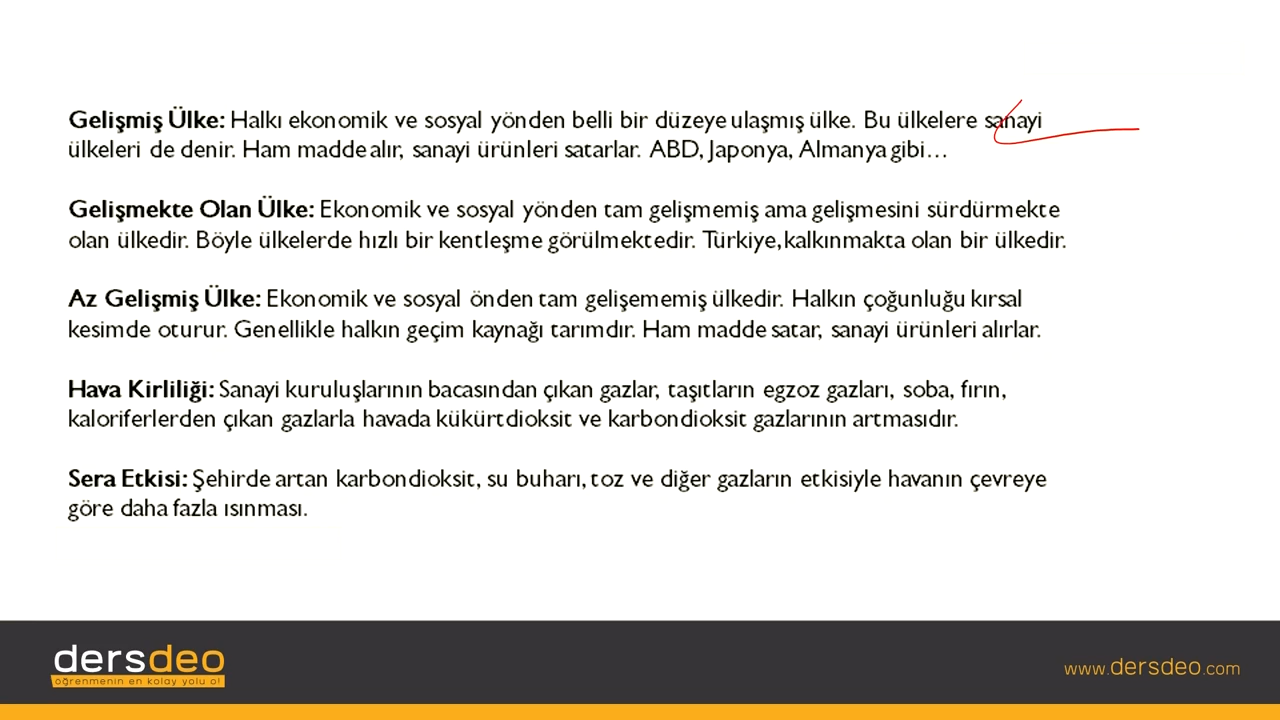 Gelişmiş Ülke: Halkı ekonomik ve sosyal yönden belli bir düzeye ulaşmış ülke. Bu ülkelere sanayi
ülkeleri de denir. Ham madde alır, sanayi ürünleri satarlar. ABD, Japonya, Almanya gibi…
Gelişmekte Olan Ülke: Ekonomik ve sosyal yönden tam gelişmemiş ama gelişmesini sürdürmekte
olan ülkedir. Böyle ülkelerde hızlı bir kentleşme görülmektedir. Türkiye, kalkınmakta olan bir ülkedir.
Az Gelişmiş Ülke: Ekonomik ve sosyal önden tam gelişememiş ülkedir. Halkın çoğunluğu kırsal
kesimde oturur. Genellikle halkın geçim kaynağı tarımdır. Ham madde satar, sanayi ürünleri alırlar.
Hava Kirliliği: Sanayi kuruluşlarının bacasından çıkan gazlar, taşıtların egzoz gazları, soba, fırın,
kaloriferlerden çıkan gazlarla havada kükürtdioksit ve karbondioksit gazlarının artmasıdır.
Sera Etkisi: Şehirde artan karbondioksit, su buharı, toz ve diğer gazların etkisiyle havanın çevreye
göre daha fazla ısınması.
dersdeo
öğrenmenin en kolay yolu o!
www.dersdeo.com